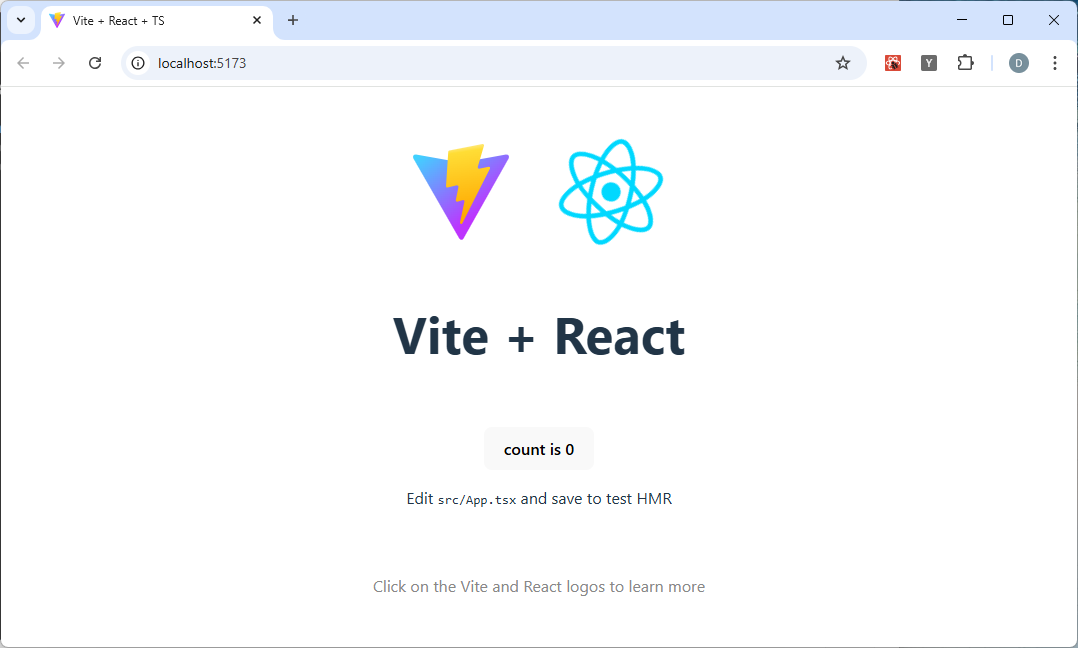 Vite + React + TS
localhost:5173
Y
D
Vite + React
count is 0
Edit src/App.tsx and save to test HMR
Click on the Vite and React logos to learn more